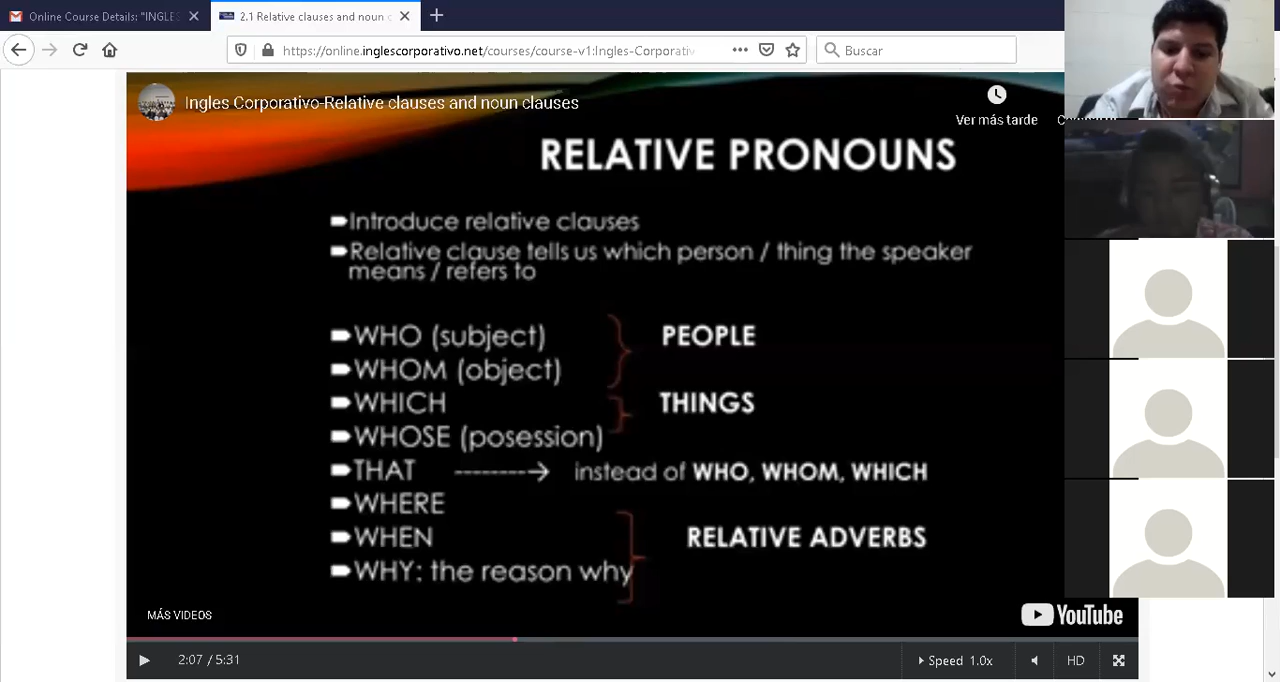 Online Course Details: "INGLES
2.1 Relative clauses and noun c
https://online.inglescorporativo.net/courses/course-v1:Ingles-Corporativ
Buscar
Ingles Corporativo-Relative clauses and noun clauses
Ver más tarde
RELATIVE PRONOUNS
Introduce relative clauses
Relative clause tells us which person / thing the speaker
means / refers to
WHO (subject)
PEOPLE
WHOM (object)
WHICH
THINGS
WHOSE (posession)
THAT --------→ instead of WHO, WHOM, WHICH
WHERE
WHEN
RELATIVE ADVERBS
WHY: the reason why
MÁS VIDEOS
YouTube
2:07 / 5:31
Speed 1.0x
HD